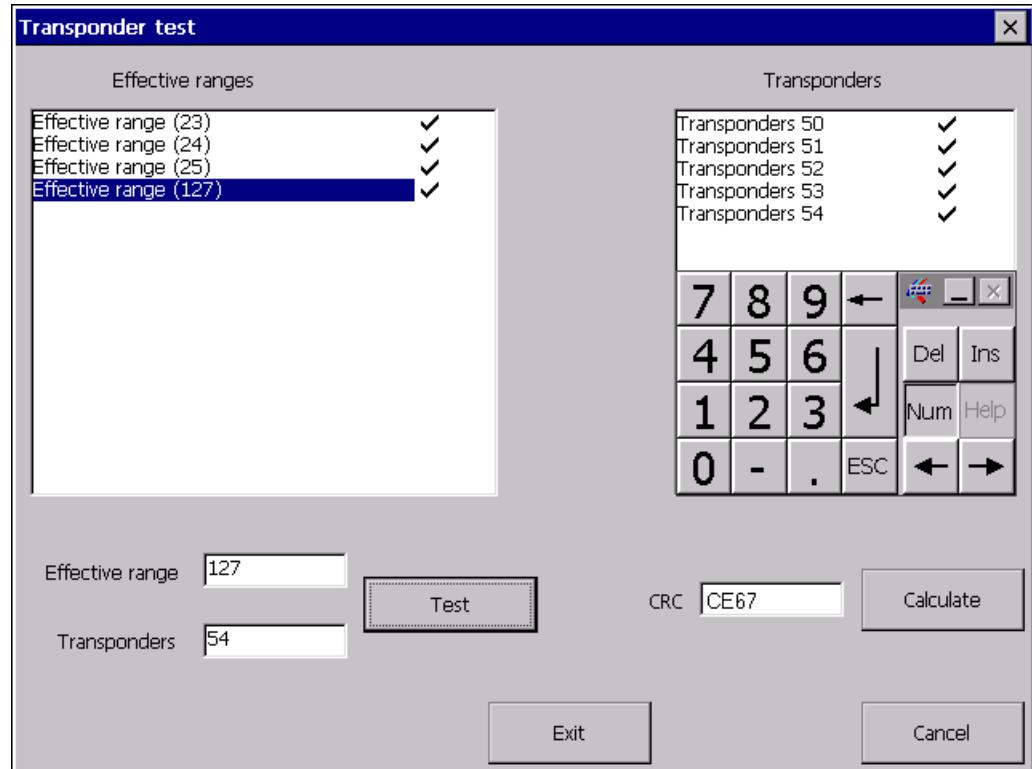 Transponder test
Effective ranges
Transponders
Effective range (23)
Effective range (24)
Effective range (25)
Effective range (127)
Transponders 50
Transponders 51
Transponders 52
Transponders 53
Transponders 54
7 8 9
4 5 6 Del Ins
1 2 3 Num Help
0 - . ESC
Effective range 127
Transponders 54
Test
CRC CE67
Calculate
Exit
Cancel